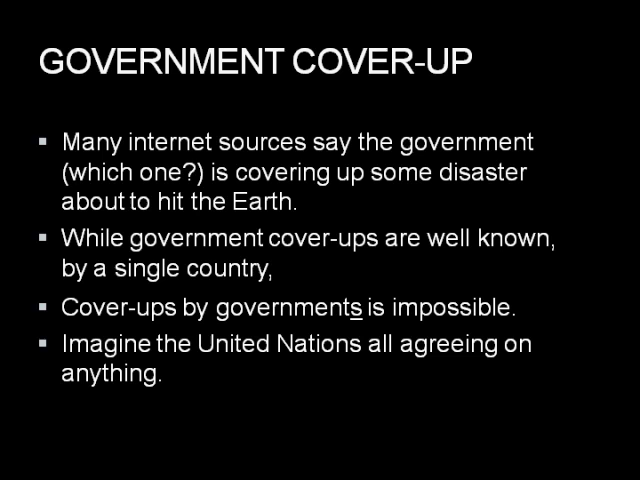 GOVERNMENT COVER-UP
▪ Many internet sources say the government
(which one?) is covering up some disaster
about to hit the Earth.
▪ While government cover-ups are well known,
by a single country,
▪ Cover-ups by governments is impossible.
▪ Imagine the United Nations all agreeing on
anything.